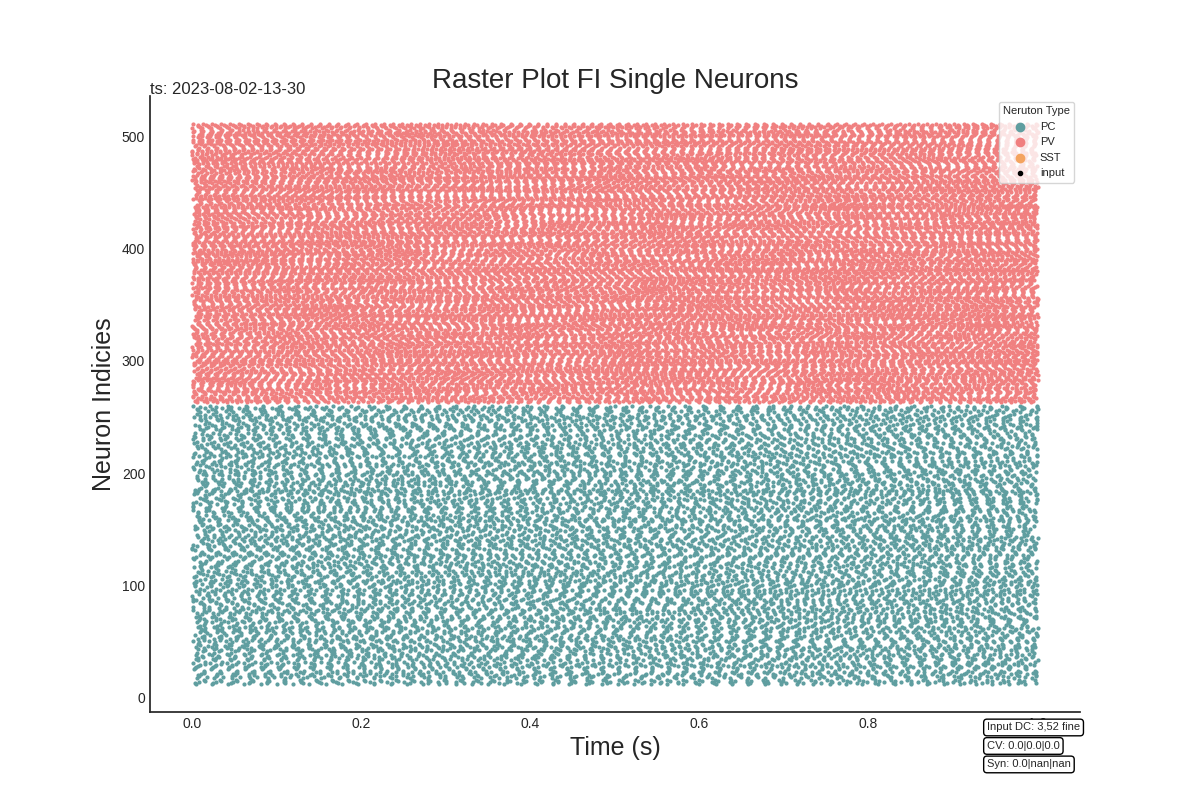 Raster Plot FI Single Neurons
ts: 2023-08-02-13-30
Neruton Type
PC
PV
SST
input
Neuron Indicies
500
400
300
200
100
0
0.0
0.2
0.4
0.6
0.8
Time (s)
Input DC: 3,52 fine
CV: 0.0|0.0|0.0
Syn: 0.0|nan|nan